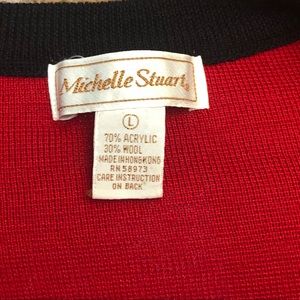 Michelle Stuart
L
70% ACRYLIC
30% WOOL
MADE IN HONG KONG
RN 58973
CARE INSTRUCTION
ON BACK